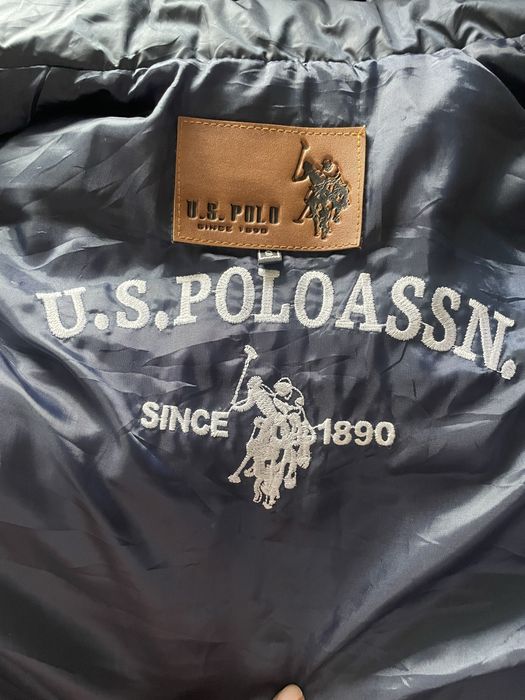 U.S. POLO
SINCE 1890
U.S.POLOASSN.
SINCE 1890